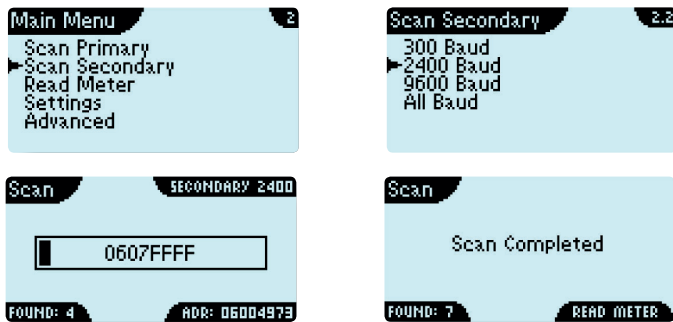 Main Menu 2
Scan Primary
Scan Secondary
Read Meter
Settings
Advanced
Scan Secondary 2.2
300 Baud
2400 Baud
9600 Baud
All Baud
Scan SECONDARY 2400
0607FFFF
FOUND: 4 ADR: 06004973
Scan
Scan Completed
FOUND: 7 READ METER